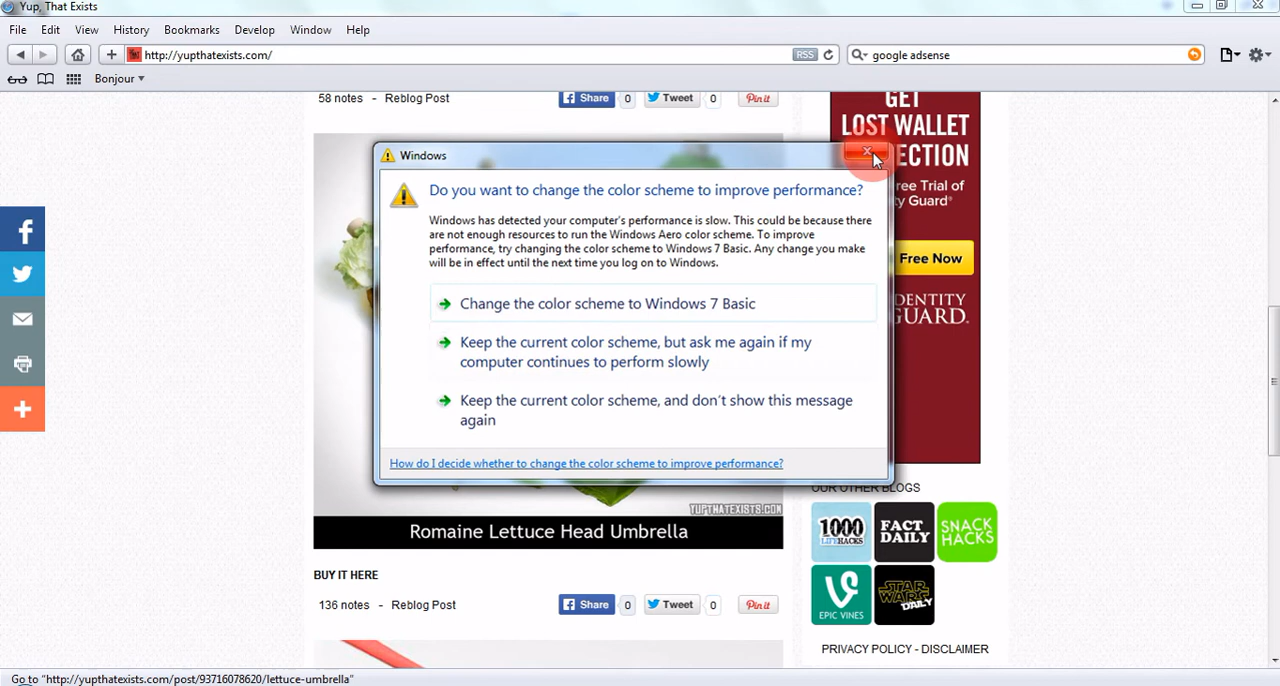 Yup, That Exists
File Edit View History Bookmarks Develop Window Help
http://yupthatexists.com/ RSS google adsense
Bonjour
58 notes - Reblog Post Share 0 Tweet 0 Pin it
GET
LOST WALLET
ECTION
ree Trial of
ty Guard®
Free Now
DENTITY
GUARD.
Windows
Do you want to change the color scheme to improve performance?
Windows has detected your computer's performance is slow. This could be because there
are not enough resources to run the Windows Aero color scheme. To improve
performance, try changing the color scheme to Windows 7 Basic. Any change you make
will be in effect until the next time you log on to Windows.
Change the color scheme to Windows 7 Basic
Keep the current color scheme, but ask me again if my
computer continues to perform slowly
Keep the current color scheme, and don't show this message
again
How do I decide whether to change the color scheme to improve performance?
YUPTHATEXISTS.COM
Romaine Lettuce Head Umbrella
BUY IT HERE
136 notes - Reblog Post Share 0 Tweet 0 Pin it
OUR OTHER BLOGS
1000
LIFEHACKS
FACT
DAILY
SNACK
HACKS
EPIC VINES
STAR
WARS
DAILY
PRIVACY POLICY - DISCLAIMER
Go to "http://yupthatexists.com/post/93716078620/lettuce-umbrella"